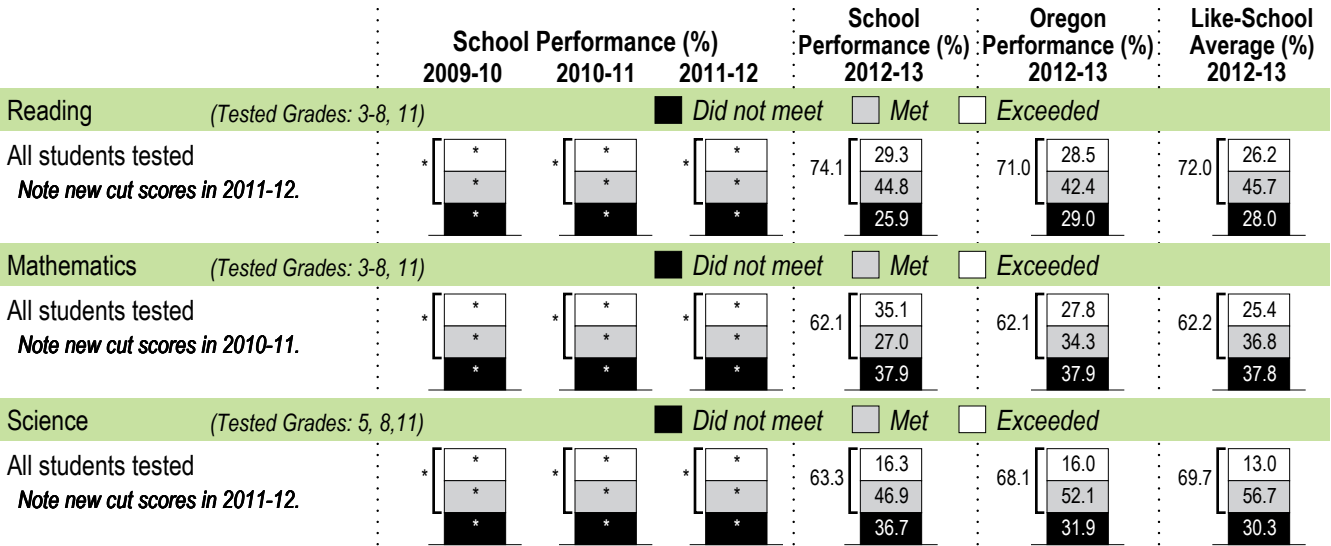 School Performance (%)
2009-10 2010-11 2011-12
School
Performance (%)
2012-13
Oregon
Performance (%)
2012-13
Like-School
Average (%)
2012-13
Reading (Tested Grades: 3-8, 11) Did not meet Met Exceeded
All students tested
Note new cut scores in 2011-12.
* * * * * * 74.1 29.3 71.0 28.5 72.0 26.2
* * * 44.8 42.4 45.7
* * * 25.9 29.0 28.0
Mathematics (Tested Grades: 3-8, 11) Did not meet Met Exceeded
All students tested
Note new cut scores in 2010-11.
* * * * * * 62.1 35.1 62.1 27.8 62.2 25.4
* * * 27.0 34.3 36.8
* * * 37.9 37.9 37.8
Science (Tested Grades: 5, 8,11) Did not meet Met Exceeded
All students tested
Note new cut scores in 2011-12.
* * * * * * 63.3 16.3 68.1 16.0 69.7 13.0
* * * 46.9 52.1 56.7
* * * 36.7 31.9 30.3